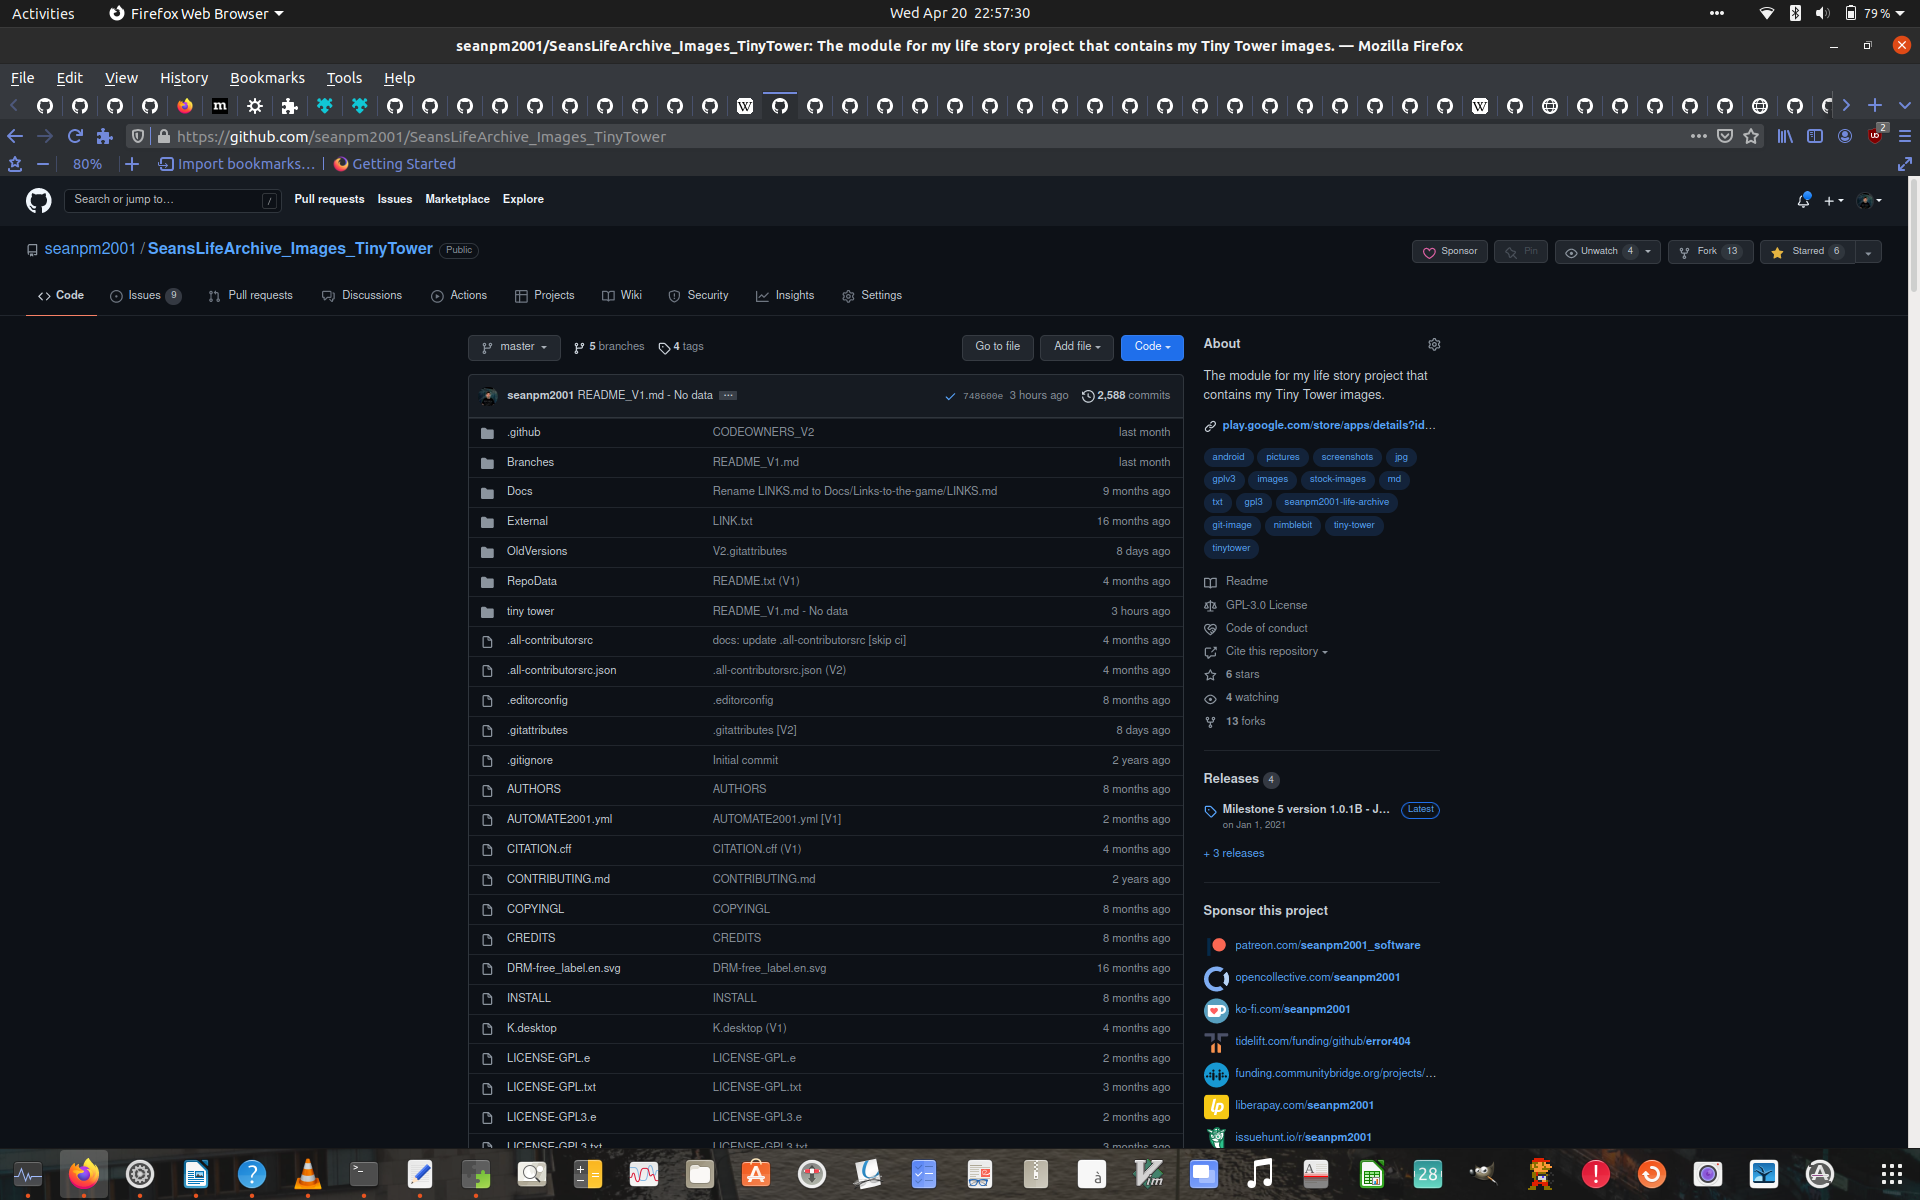 Activities Firefox Web Browser Wed Apr 20 22:57:30 79 %
seanpm2001/SeansLifeArchive_Images_TinyTower: The module for my life story project that contains my Tiny Tower images. — Mozilla Firefox
File Edit View History Bookmarks Tools Help
https://github.com/seanpm2001/SeansLifeArchive_Images_TinyTower 2
80% Import bookmarks... Getting Started
Search or jump to... / Pull requests Issues Marketplace Explore
seanpm2001 / SeansLifeArchive_Images_TinyTower Public Sponsor Pin Unwatch 4 Fork 13 Starred 6
Code Issues 9 Pull requests Discussions Actions Projects Wiki Security Insights Settings
master 5 branches 4 tags Go to file Add file Code
seanpm2001 README_V1.md - No data 748600e 3 hours ago 2,588 commits
.github CODEOWNERS_V2 last month
Branches README_V1.md last month
Docs Rename LINKS.md to Docs/Links-to-the-game/LINKS.md 9 months ago
External LINK.txt 16 months ago
OldVersions V2.gitattributes 8 days ago
RepoData README.txt (V1) 4 months ago
tiny tower README_V1.md - No data 3 hours ago
.all-contributorsrc docs: update .all-contributorsrc [skip ci] 4 months ago
.all-contributorsrc.json .all-contributorsrc.json (V2) 4 months ago
.editorconfig .editorconfig 8 months ago
.gitattributes .gitattributes [V2] 8 days ago
.gitignore Initial commit 2 years ago
AUTHORS AUTHORS 8 months ago
AUTOMATE2001.yml AUTOMATE2001.yml [V1] 2 months ago
CITATION.cff CITATION.cff (V1) 4 months ago
CONTRIBUTING.md CONTRIBUTING.md 2 years ago
COPYINGL COPYINGL 8 months ago
CREDITS CREDITS 8 months ago
DRM-free_label.en.svg DRM-free_label.en.svg 16 months ago
INSTALL INSTALL 8 months ago
K.desktop K.desktop (V1) 4 months ago
LICENSE-GPL.e LICENSE-GPL.e 2 months ago
LICENSE-GPL.txt LICENSE-GPL.txt 3 months ago
LICENSE-GPL3.e LICENSE-GPL3.e 2 months ago
LICENSE-GPL3.txt LICENSE-GPL3.txt 3 months ago
About
The module for my life story project that
contains my Tiny Tower images.
play.google.com/store/apps/details?id...
android pictures screenshots jpg
gplv3 images stock-images md
txt gpl3 seanpm2001-life-archive
git-image nimblebit tiny-tower
tinytower
Readme
GPL-3.0 License
Code of conduct
Cite this repository
6 stars
4 watching
13 forks
Releases 4
Milestone 5 version 1.0.1B - J... Latest
on Jan 1, 2021
+ 3 releases
Sponsor this project
patreon.com/seanpm2001_software
opencollective.com/seanpm2001
ko-fi.com/seanpm2001
tidelift.com/funding/github/error404
funding.communitybridge.org/projects/...
liberapay.com/seanpm2001
issuehunt.io/r/seanpm2001
28